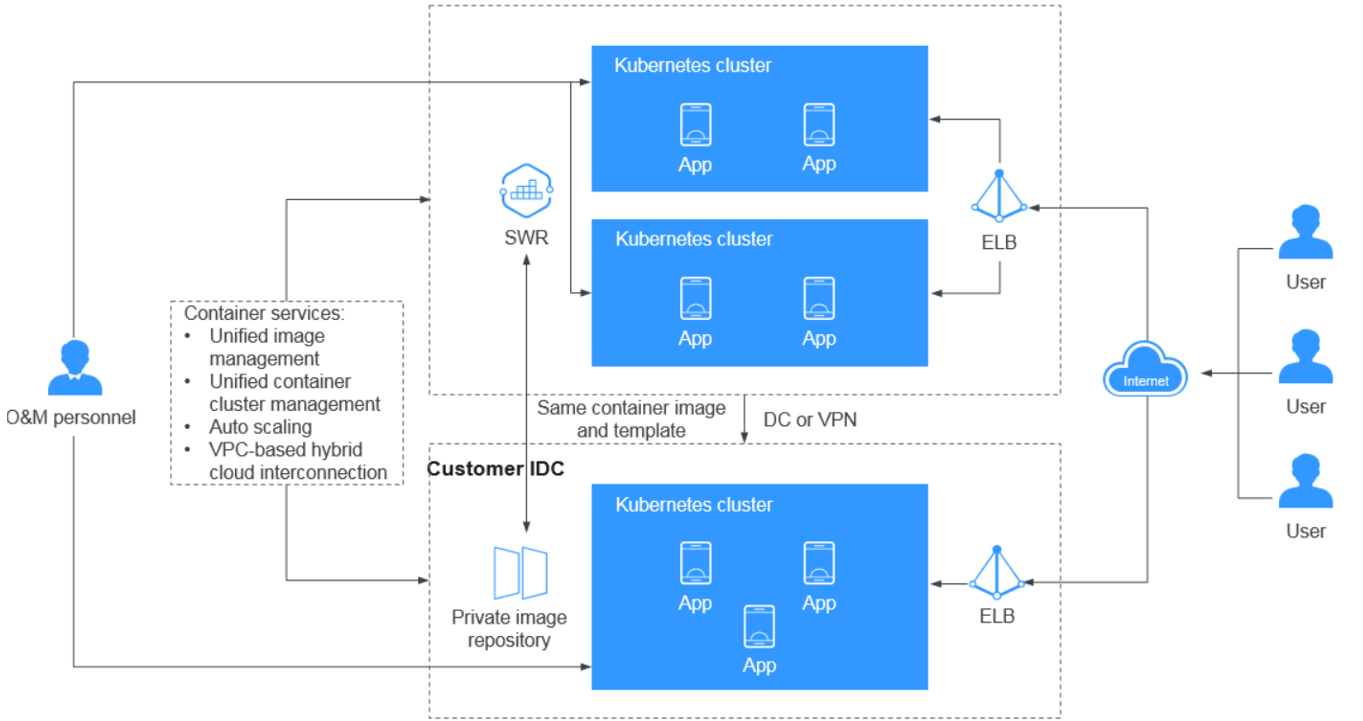 Kubernetes cluster
App
App
SWR
ELB
Kubernetes cluster
App
App
User
Container services:
• Unified image
management
• Unified container
cluster management
• Auto scaling
• VPC-based hybrid
cloud interconnection
O&M personnel
Internet
User
Same container image
and template
DC or VPN
Customer IDC
Kubernetes cluster
User
App
App
App
Private image
repository
ELB